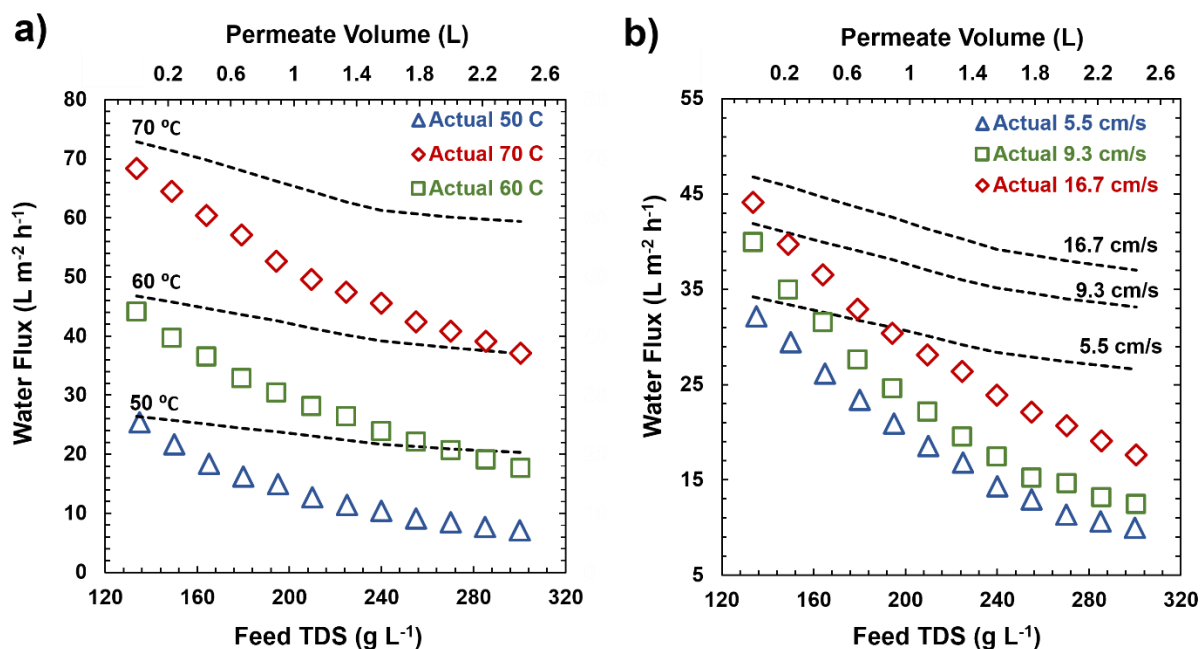 a)
Permeate Volume (L)
0.2 0.6 1 1.4 1.8 2.2 2.6
80
70
60
50
40
30
20
10
0
Water Flux (L m⁻² h⁻¹)
70 ºC
60 ºC
50 ºC
Actual 50 C
Actual 70 C
Actual 60 C
120 160 200 240 280 320
Feed TDS (g L⁻¹)
b)
Permeate Volume (L)
0.2 0.6 1 1.4 1.8 2.2 2.6
55
45
35
25
15
5
Water Flux (L m⁻² h⁻¹)
Actual 5.5 cm/s
Actual 9.3 cm/s
Actual 16.7 cm/s
16.7 cm/s
9.3 cm/s
5.5 cm/s
120 160 200 240 280 320
Feed TDS (g L⁻¹)